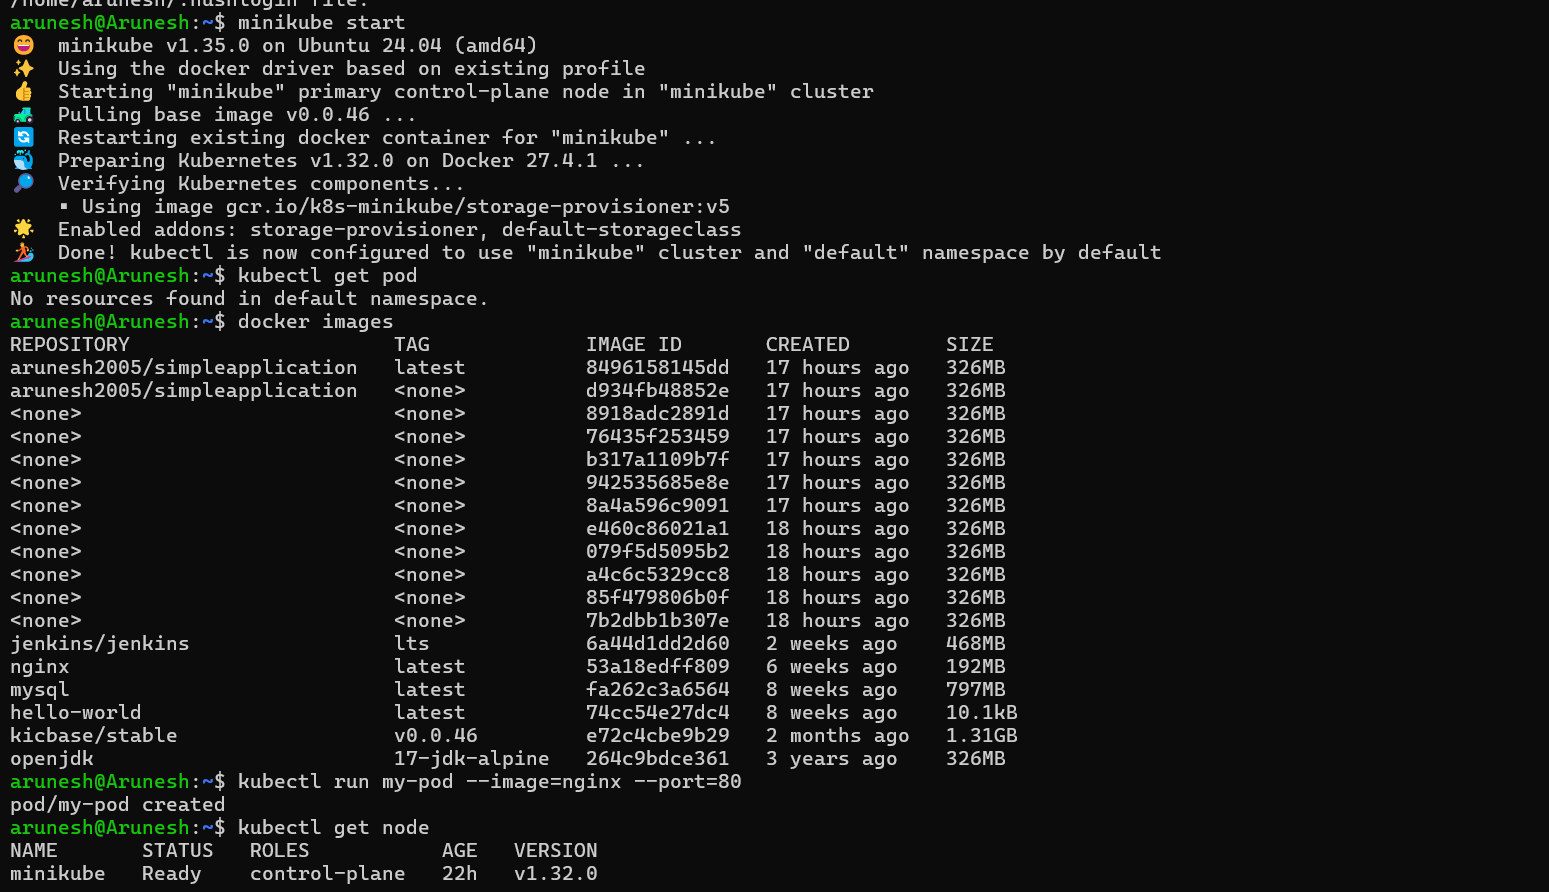 /home/arunesh/.hushlogin file.
arunesh@Arunesh:~$ minikube start
😄  minikube v1.35.0 on Ubuntu 24.04 (amd64)
✨  Using the docker driver based on existing profile
👍  Starting "minikube" primary control-plane node in "minikube" cluster
🚜  Pulling base image v0.0.46 ...
🔄  Restarting existing docker container for "minikube" ...
🐳  Preparing Kubernetes v1.32.0 on Docker 27.4.1 ...
🔎  Verifying Kubernetes components...
    ▪ Using image gcr.io/k8s-minikube/storage-provisioner:v5
🌟  Enabled addons: storage-provisioner, default-storageclass
🏄  Done! kubectl is now configured to use "minikube" cluster and "default" namespace by default
arunesh@Arunesh:~$ kubectl get pod
No resources found in default namespace.
arunesh@Arunesh:~$ docker images
REPOSITORY                      TAG             IMAGE ID       CREATED        SIZE
arunesh2005/simpleapplication   latest          8496158145dd   17 hours ago   326MB
arunesh2005/simpleapplication   <none>          d934fb48852e   17 hours ago   326MB
<none>                          <none>          8918adc2891d   17 hours ago   326MB
<none>                          <none>          76435f253459   17 hours ago   326MB
<none>                          <none>          b317a1109b7f   17 hours ago   326MB
<none>                          <none>          942535685e8e   17 hours ago   326MB
<none>                          <none>          8a4a596c9091   17 hours ago   326MB
<none>                          <none>          e460c86021a1   18 hours ago   326MB
<none>                          <none>          079f5d5095b2   18 hours ago   326MB
<none>                          <none>          a4c6c5329cc8   18 hours ago   326MB
<none>                          <none>          85f479806b0f   18 hours ago   326MB
<none>                          <none>          7b2dbb1b307e   18 hours ago   326MB
jenkins/jenkins                 lts             6a44d1dd2d60   2 weeks ago    468MB
nginx                           latest          53a18edff809   6 weeks ago    192MB
mysql                           latest          fa262c3a6564   8 weeks ago    797MB
hello-world                     latest          74cc54e27dc4   8 weeks ago    10.1kB
kicbase/stable                  v0.0.46         e72c4cbe9b29   2 months ago   1.31GB
openjdk                         17-jdk-alpine   264c9bdce361   3 years ago    326MB
arunesh@Arunesh:~$ kubectl run my-pod --image=nginx --port=80
pod/my-pod created
arunesh@Arunesh:~$ kubectl get node
NAME       STATUS   ROLES           AGE   VERSION
minikube   Ready    control-plane   22h   v1.32.0